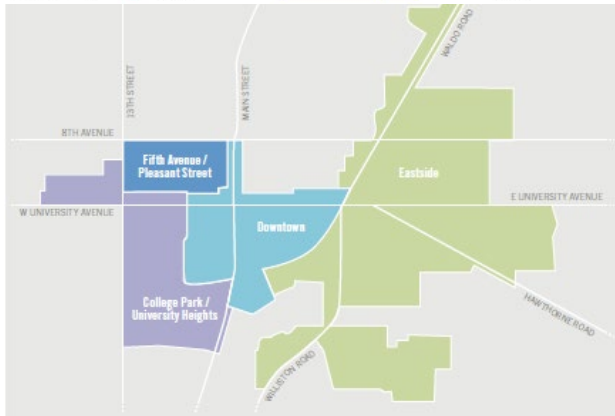 WALDO ROAD
13TH STREET
MAIN STREET
8TH AVENUE
Fifth Avenue /
Pleasant Street
Eastside
E UNIVERSITY AVENUE
W UNIVERSITY AVENUE
Downtown
College Park /
University Heights
HAWTHORNE ROAD
WILLISTON ROAD